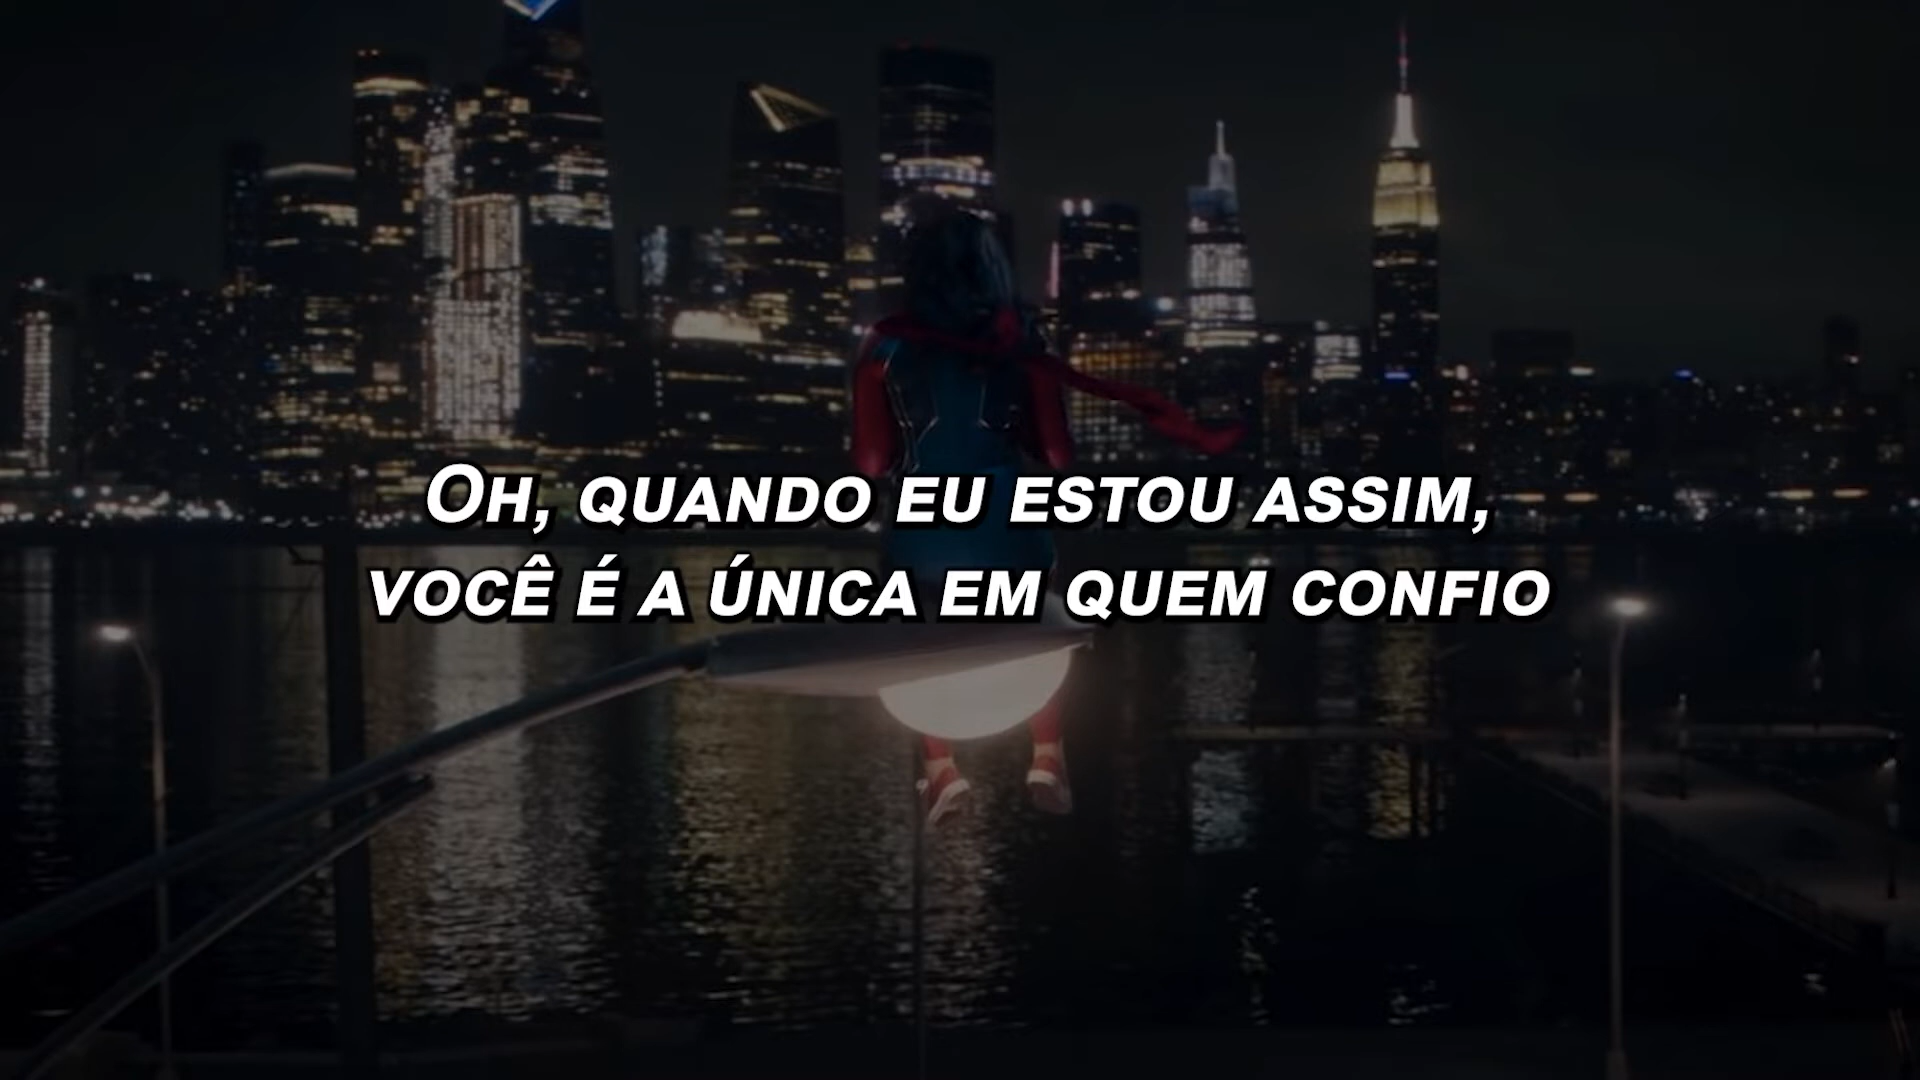 Oh, quando eu estou assim,
você é a única em quem confio